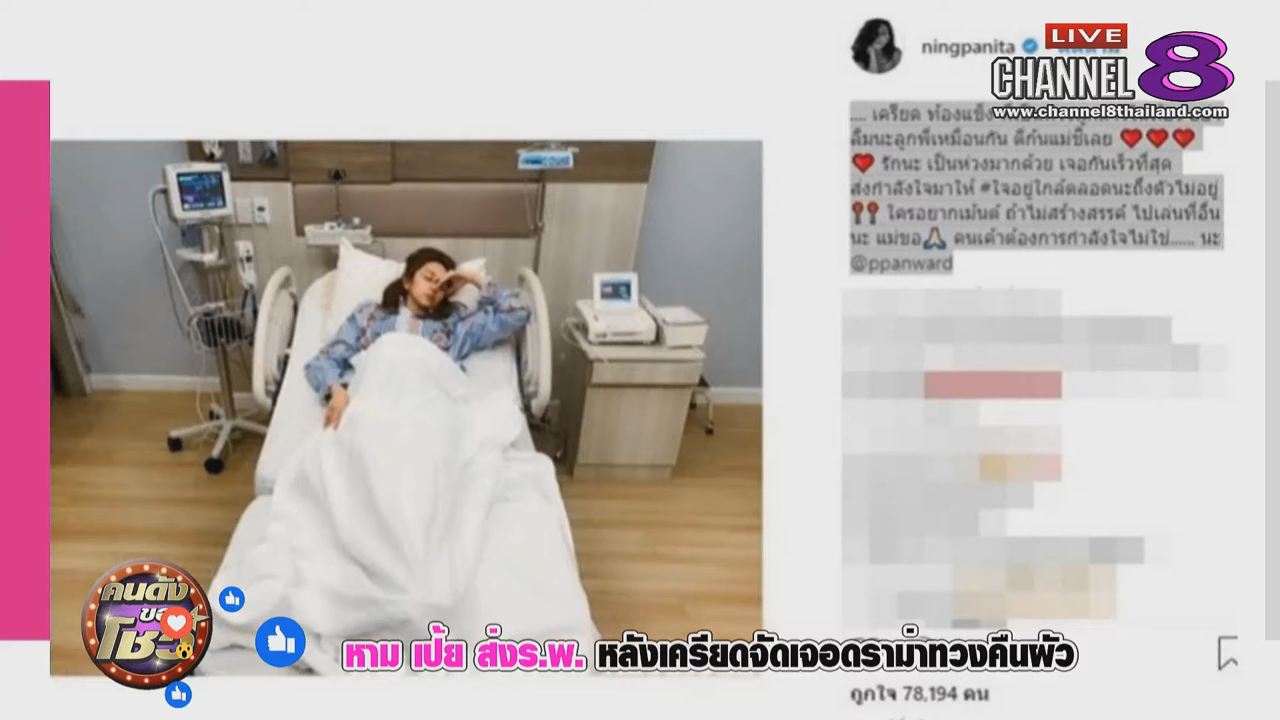 ningpanita
LIVE
CHANNEL 8
www.channel8thailand.com
.... เครียด ท้องแข็ง
ลืมนะลูกพี่เหมือนกัน ตีก้นแม่ซิเลย ❤️❤️❤️
❤️ รักนะ เป็นห่วงมากด้วย เจอกันเร็วที่สุด
ส่งกำลังใจมาให้ #ใจอยู่ใกล้ตลอดนะถึงตัวไม่อยู่
ใครอยากเม้นต์ ถ้าไม่สร้างสรรค์ ไปเล่นที่อื่น
นะ แม่ขอ🙏 คนเค้าต้องการกำลังใจไม่ใช่...... นะ
@ppanward
คนดัง
โชว์
หาม เป้ย ส่งร.พ. หลังเครียดจัดเจอดราม่าทวงคืนผัว
ถูกใจ 78,194 คน